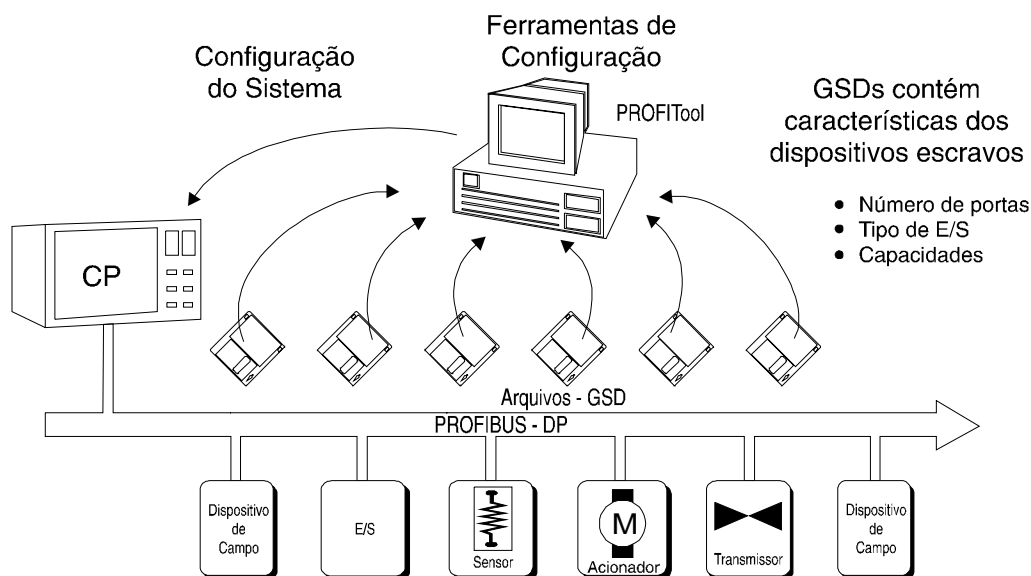 Ferramentas de
Configuração
Configuração
do Sistema
PROFITool
GSDs contém
características dos
dispositivos escravos
• Número de portas
• Tipo de E/S
• Capacidades
CP
Arquivos - GSD
PROFIBUS - DP
Dispositivo
de
Campo
E/S
Sensor
M
Acionador
Transmissor
Dispositivo
de
Campo